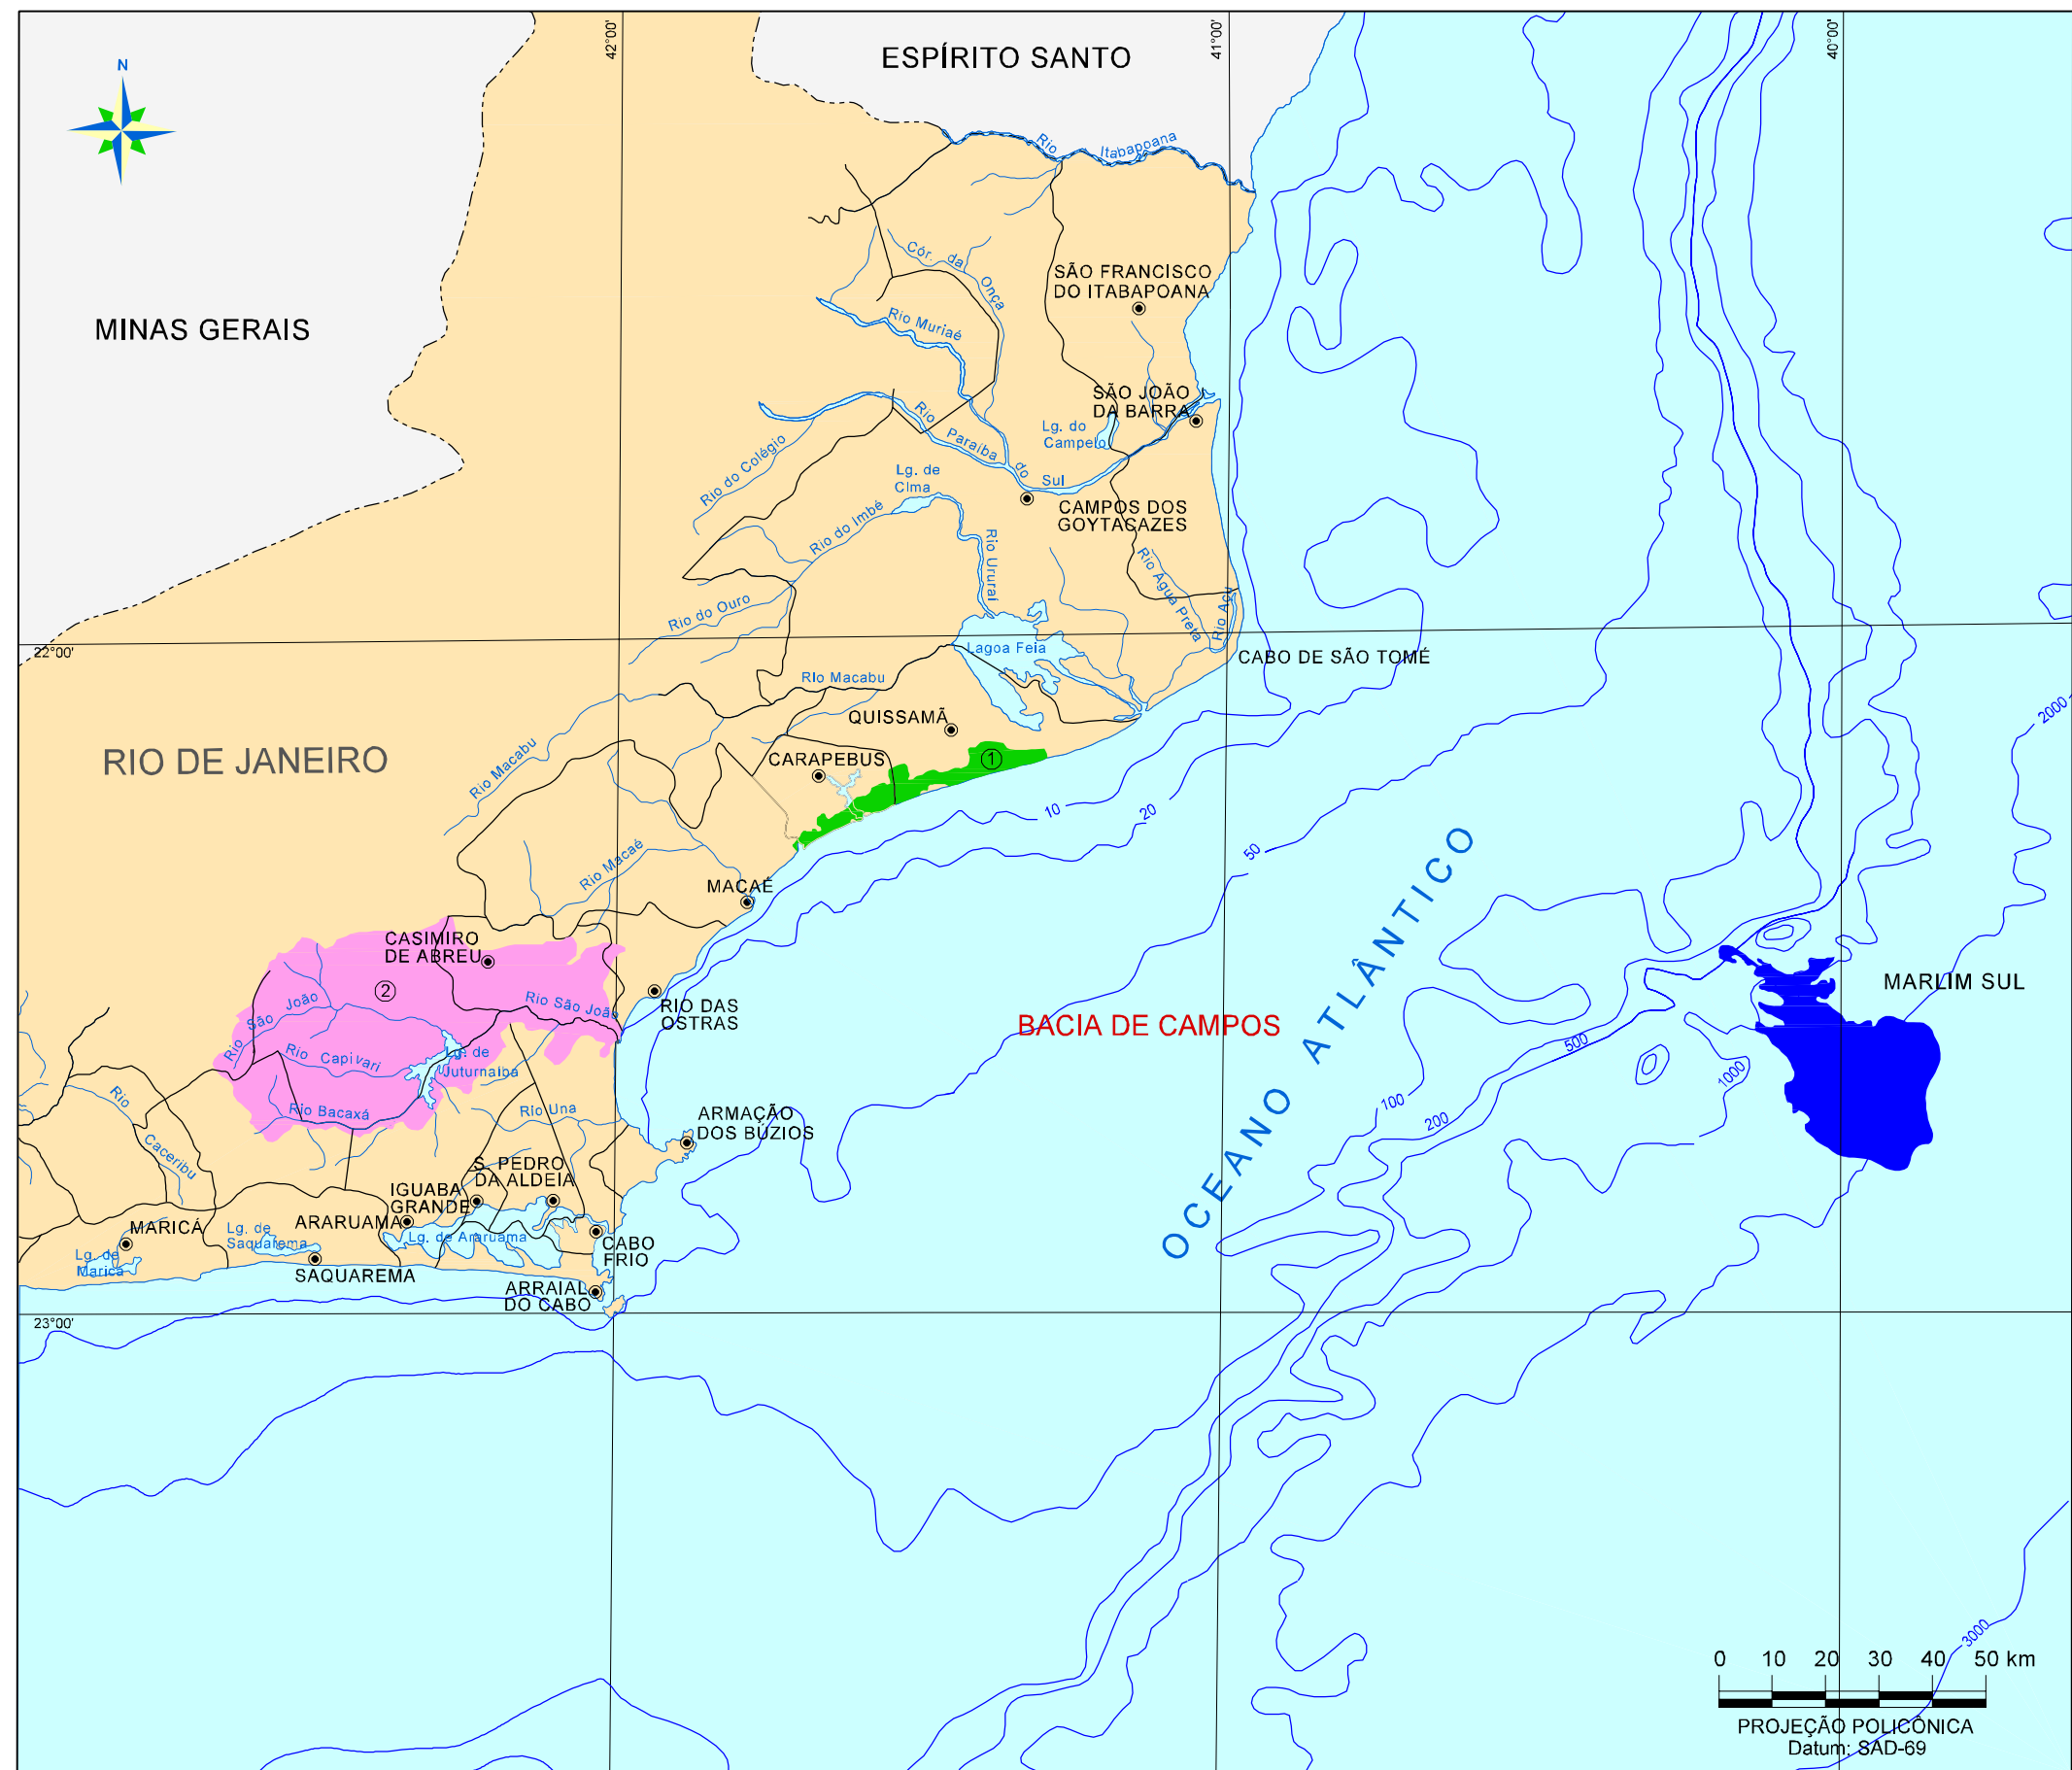 42°00'
41°00'
40°00'
ESPÍRITO SANTO
N
Rio Itabapoana
MINAS GERAIS
Cór. da Onça
SÃO FRANCISCO
DO ITABAPOANA
Rio Muriaé
SÃO JOÃO
DA BARRA
Rio Paraíba do Sul
Lg. do
Campelo
Rio do Colégio
Lg. de
CIma
CAMPOS DOS
GOYTACAZES
Rio do Imbé
Rio Ururaí
Rio Água Preta
Rio Açu
Rio do Ouro
22°00'
Lagoa Feia
CABO DE SÃO TOMÉ
RIo Macabu
QUISSAMÃ
2000
RIO DE JANEIRO
Rio Macabu
CARAPEBUS
1
10
20
50
Rio Macaé
MACAÉ
OCEANO ATLÂNTICO
CASIMIRO
DE ABREU
2
Rio São João
Rio São João
RIO DAS
OSTRAS
MARLIM SUL
BACIA DE CAMPOS
Rio Capivari
Lg. de
Juturnaíba
500
1000
100
200
Rio Bacaxá
Rio Una
ARMAÇÃO
DOS BÚZIOS
Rio Caceribu
S. PEDRO
DA ALDEIA
IGUABA
GRANDE
ARARUAMA
MARICÁ
Lg. de
Saquarema
Lg. de Araruama
CABO
FRIO
Lg. de
Maricá
SAQUAREMA
ARRAIAL
DO CABO
23°00'
3000
0 10 20 30 40 50 km
PROJEÇÃO POLICÔNICA
Datum: SAD-69